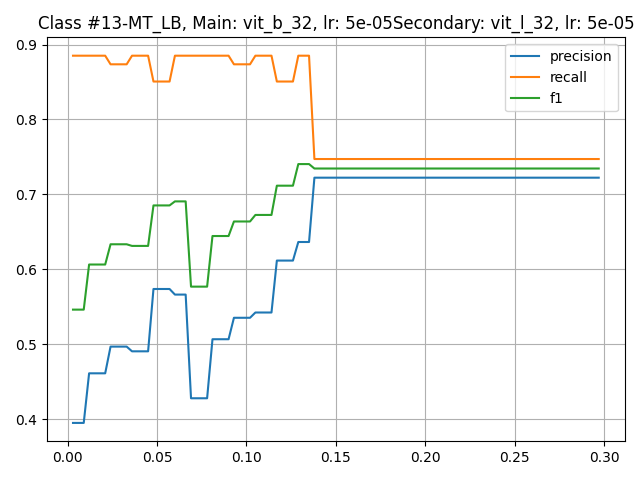 Class #13-MT_LB, Main: vit_b_32, lr: 5e-05Secondary: vit_l_32, lr: 5e-05
0.9
0.8
0.7
0.6
0.5
0.4
precision
recall
f1
0.00 0.05 0.10 0.15 0.20 0.25 0.30